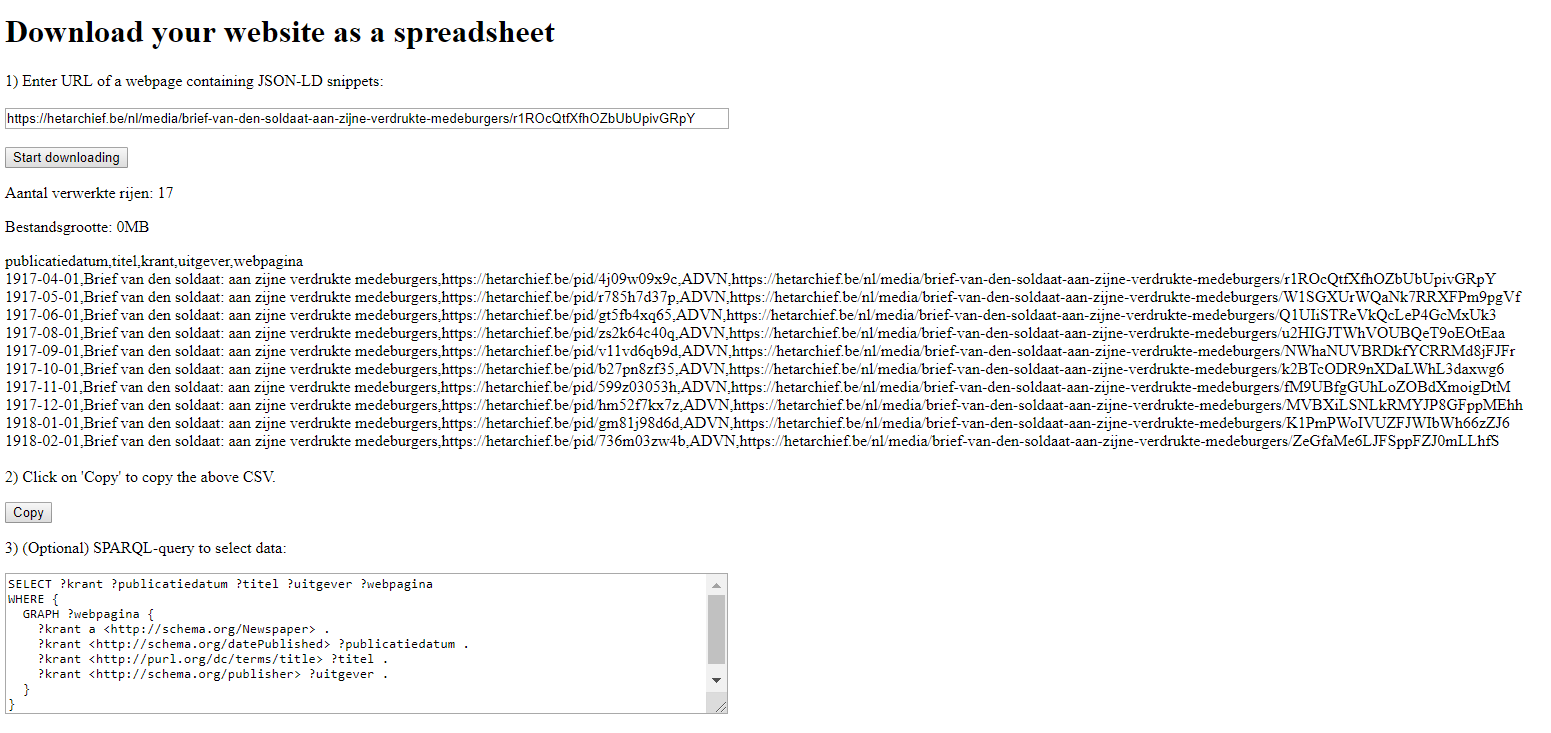 Download your website as a spreadsheet
1) Enter URL of a webpage containing JSON-LD snippets:
https://hetarchief.be/nl/media/brief-van-den-soldaat-aan-zijne-verdrukte-medeburgers/r1ROcQtfXfhOZbUbUpivGRpY
Start downloading
Aantal verwerkte rijen: 17
Bestandsgrootte: 0MB
publicatiedatum,titel,krant,uitgever,webpagina
1917-04-01,Brief van den soldaat: aan zijne verdrukte medeburgers,https://hetarchief.be/pid/4j09w09x9c,ADVN,https://hetarchief.be/nl/media/brief-van-den-soldaat-aan-zijne-verdrukte-medeburgers/r1ROcQtfXfhOZbUbUpivGRpY
1917-05-01,Brief van den soldaat: aan zijne verdrukte medeburgers,https://hetarchief.be/pid/r785h7d37p,ADVN,https://hetarchief.be/nl/media/brief-van-den-soldaat-aan-zijne-verdrukte-medeburgers/W1SGXUrWQaNk7RRXFPm9pgVf
1917-06-01,Brief van den soldaat: aan zijne verdrukte medeburgers,https://hetarchief.be/pid/gt5fb4xq65,ADVN,https://hetarchief.be/nl/media/brief-van-den-soldaat-aan-zijne-verdrukte-medeburgers/Q1UIiSTReVkQcLeP4GcMxUk3
1917-08-01,Brief van den soldaat: aan zijne verdrukte medeburgers,https://hetarchief.be/pid/zs2k64c40q,ADVN,https://hetarchief.be/nl/media/brief-van-den-soldaat-aan-zijne-verdrukte-medeburgers/u2HIGJTWhVOUBQeT9oEOtEaa
1917-09-01,Brief van den soldaat: aan zijne verdrukte medeburgers,https://hetarchief.be/pid/v11vd6qb9d,ADVN,https://hetarchief.be/nl/media/brief-van-den-soldaat-aan-zijne-verdrukte-medeburgers/NWhaNUVBRDkfYCRRMd8jFJFr
1917-10-01,Brief van den soldaat: aan zijne verdrukte medeburgers,https://hetarchief.be/pid/b27pn8zf35,ADVN,https://hetarchief.be/nl/media/brief-van-den-soldaat-aan-zijne-verdrukte-medeburgers/k2BTcODR9nXDaLWhL3daxwg6
1917-11-01,Brief van den soldaat: aan zijne verdrukte medeburgers,https://hetarchief.be/pid/599z03053h,ADVN,https://hetarchief.be/nl/media/brief-van-den-soldaat-aan-zijne-verdrukte-medeburgers/fM9UBfgGUhLoZOBdXmoigDtM
1917-12-01,Brief van den soldaat: aan zijne verdrukte medeburgers,https://hetarchief.be/pid/hm52f7kx7z,ADVN,https://hetarchief.be/nl/media/brief-van-den-soldaat-aan-zijne-verdrukte-medeburgers/MVBXiLSNLkRMYJP8GFppMEhh
1918-01-01,Brief van den soldaat: aan zijne verdrukte medeburgers,https://hetarchief.be/pid/gm81j98d6d,ADVN,https://hetarchief.be/nl/media/brief-van-den-soldaat-aan-zijne-verdrukte-medeburgers/K1PmPWoIVUZFJWIbWh66zZJ6
1918-02-01,Brief van den soldaat: aan zijne verdrukte medeburgers,https://hetarchief.be/pid/736m03zw4b,ADVN,https://hetarchief.be/nl/media/brief-van-den-soldaat-aan-zijne-verdrukte-medeburgers/ZeGfaMe6LJFSppFZJ0mLLhfS
2) Click on 'Copy' to copy the above CSV.
Copy
3) (Optional) SPARQL-query to select data:
SELECT ?krant ?publicatiedatum ?titel ?uitgever ?webpagina
WHERE {
GRAPH ?webpagina {
?krant a <http://schema.org/Newspaper> .
?krant <http://schema.org/datePublished> ?publicatiedatum .
?krant <http://purl.org/dc/terms/title> ?titel .
?krant <http://schema.org/publisher> ?uitgever .
}
}